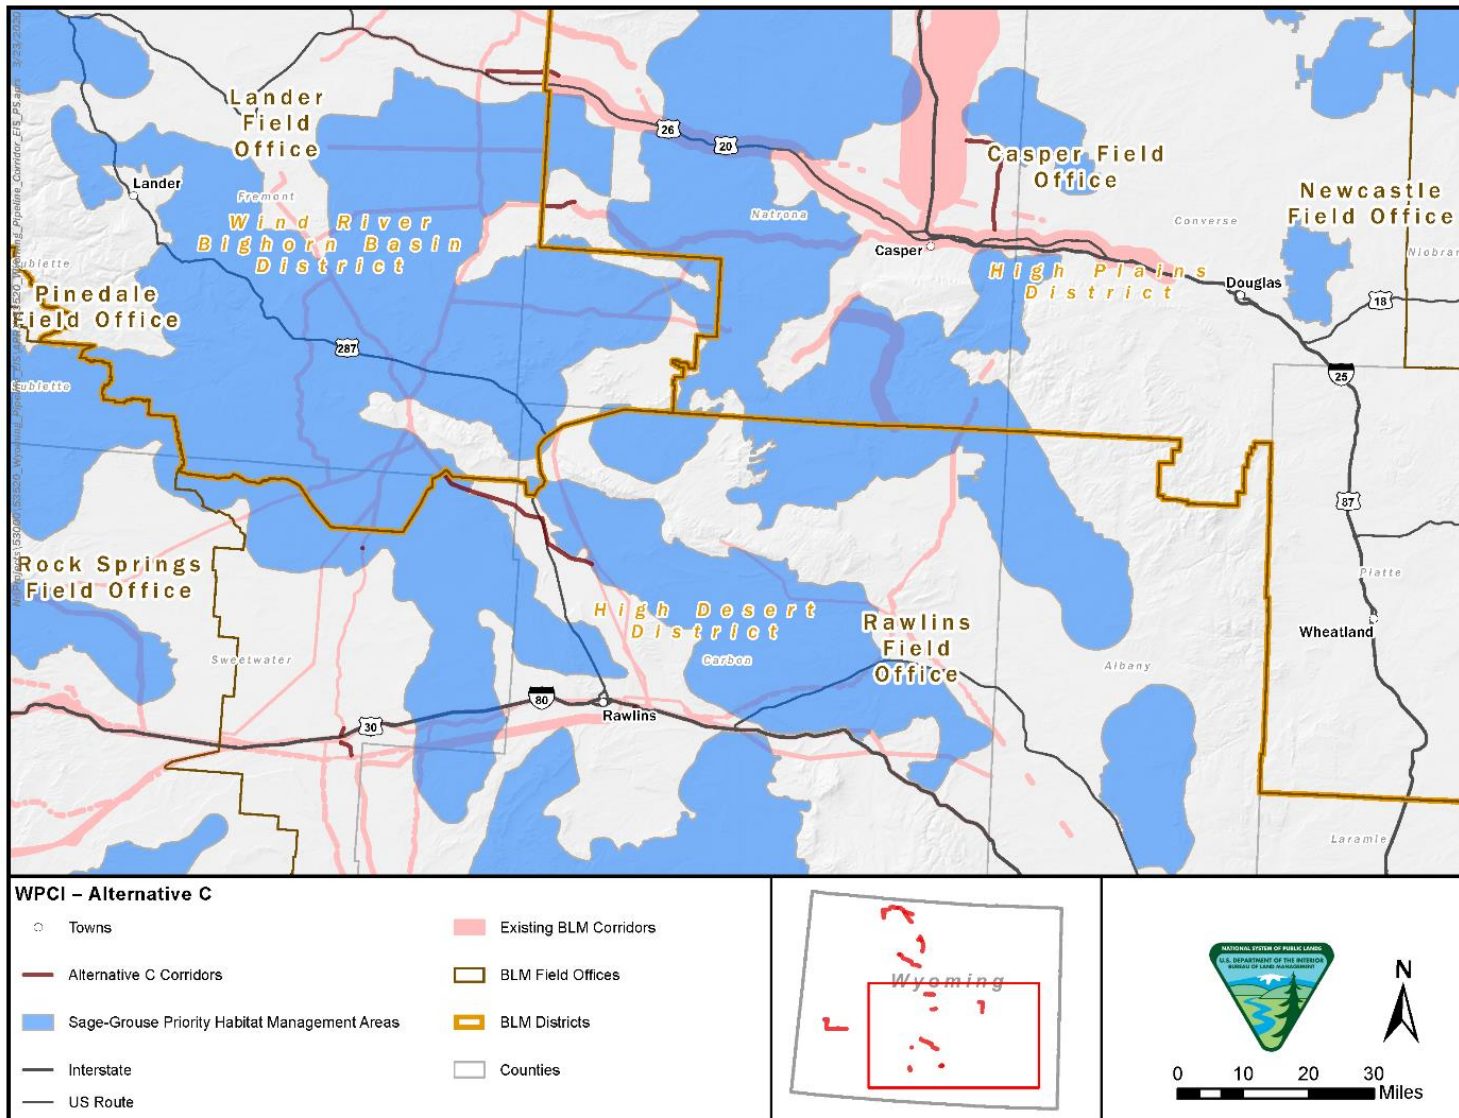 Lander
Field
Office
26
20
Casper Field
Office
Newcastle
Field Office
Lander
Fremont
Wind River
Bighorn Basin
District
Natrona
Converse
Casper
High Plains
District
Douglas
18
Pinedale
287
25
87
Rock Springs
Field Office
High Desert
District
Rawlins
Field
Office
Platte
Wheatland
Sweetwater
Carbon
Albany
80
30
Rawlins
Laramie
WPCI – Alternative C
Towns
Alternative C Corridors
Sage-Grouse Priority Habitat Management Areas
Interstate
US Route
Existing BLM Corridors
BLM Field Offices
BLM Districts
Counties
Wyoming
NATIONAL SYSTEM OF PUBLIC LANDS
U.S. DEPARTMENT OF THE INTERIOR
BUREAU OF LAND MANAGEMENT
N
0 10 20 30
Miles